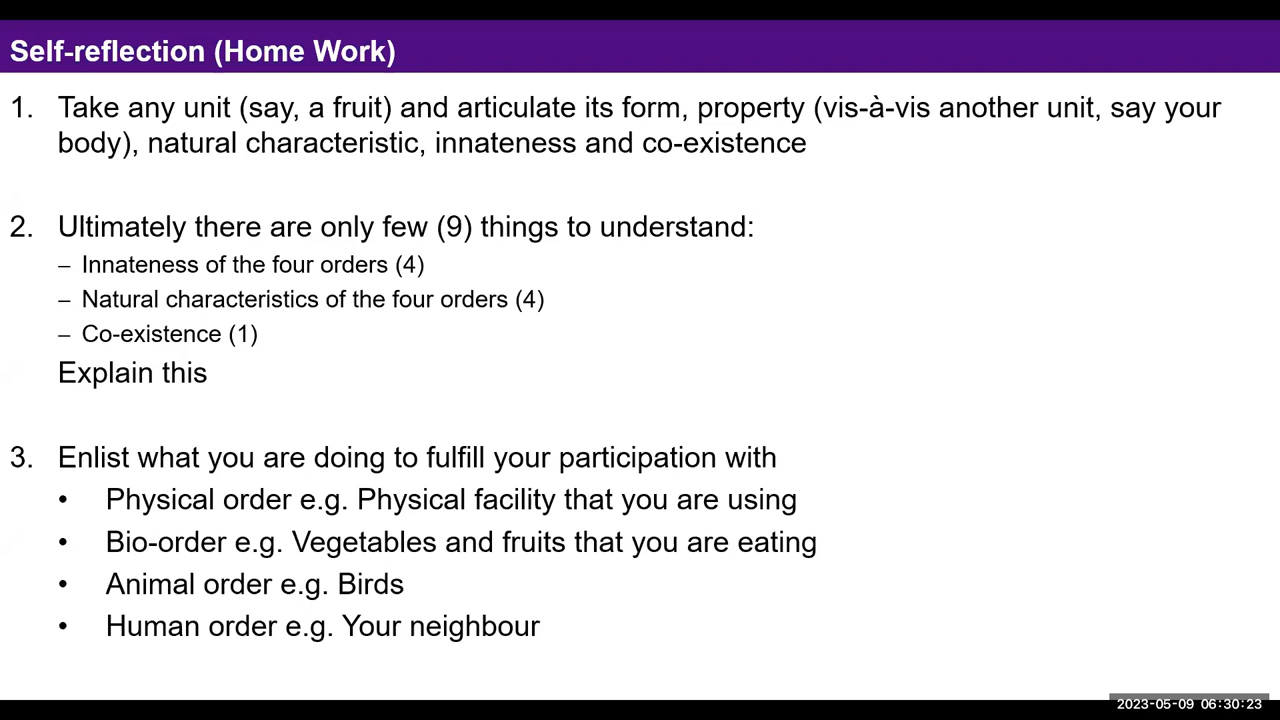 Self-reflection (Home Work)
1. Take any unit (say, a fruit) and articulate its form, property (vis-à-vis another unit, say your
body), natural characteristic, innateness and co-existence
2. Ultimately there are only few (9) things to understand:
– Innateness of the four orders (4)
– Natural characteristics of the four orders (4)
– Co-existence (1)
Explain this
3. Enlist what you are doing to fulfill your participation with
• Physical order e.g. Physical facility that you are using
• Bio-order e.g. Vegetables and fruits that you are eating
• Animal order e.g. Birds
• Human order e.g. Your neighbour
2023-05-09 06:30:23